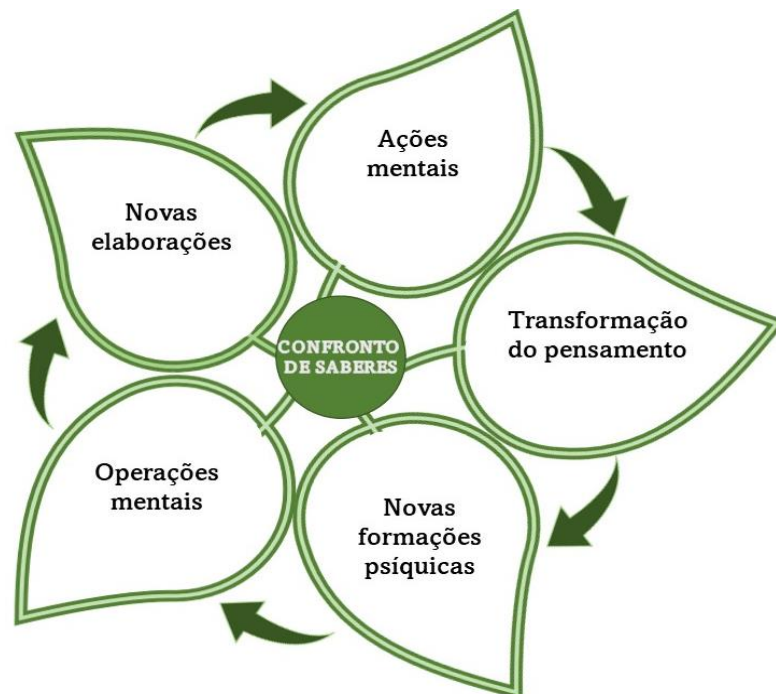 Ações
mentais
Novas
elaborações
Transformação
do pensamento
CONFRONTO
DE SABERES
Operações
mentais
Novas
formações
psíquicas